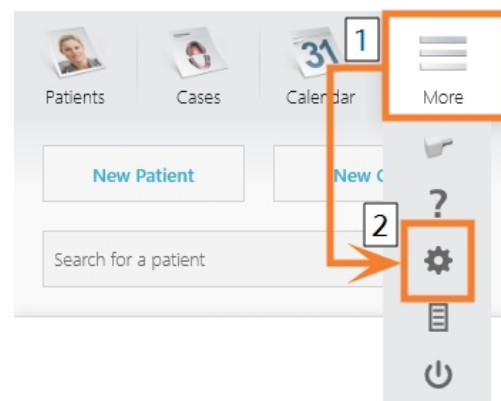 31
1
Patients
Cases
Calendar
More
New Patient
New
?
2
Search for a patient